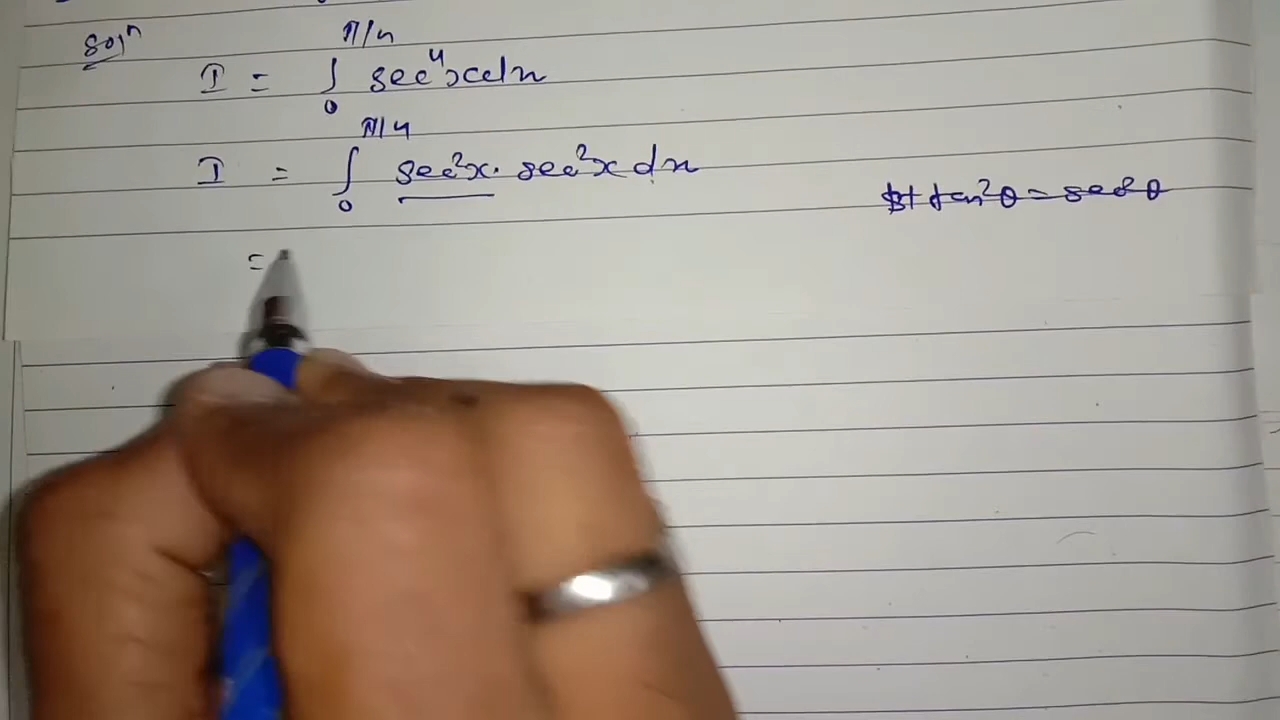 Solⁿ
π/4
I = ∫₀ sec⁴x dx
π/4
I = ∫₀ sec²x · sec²x dx
1+tan²θ = sec²θ
=